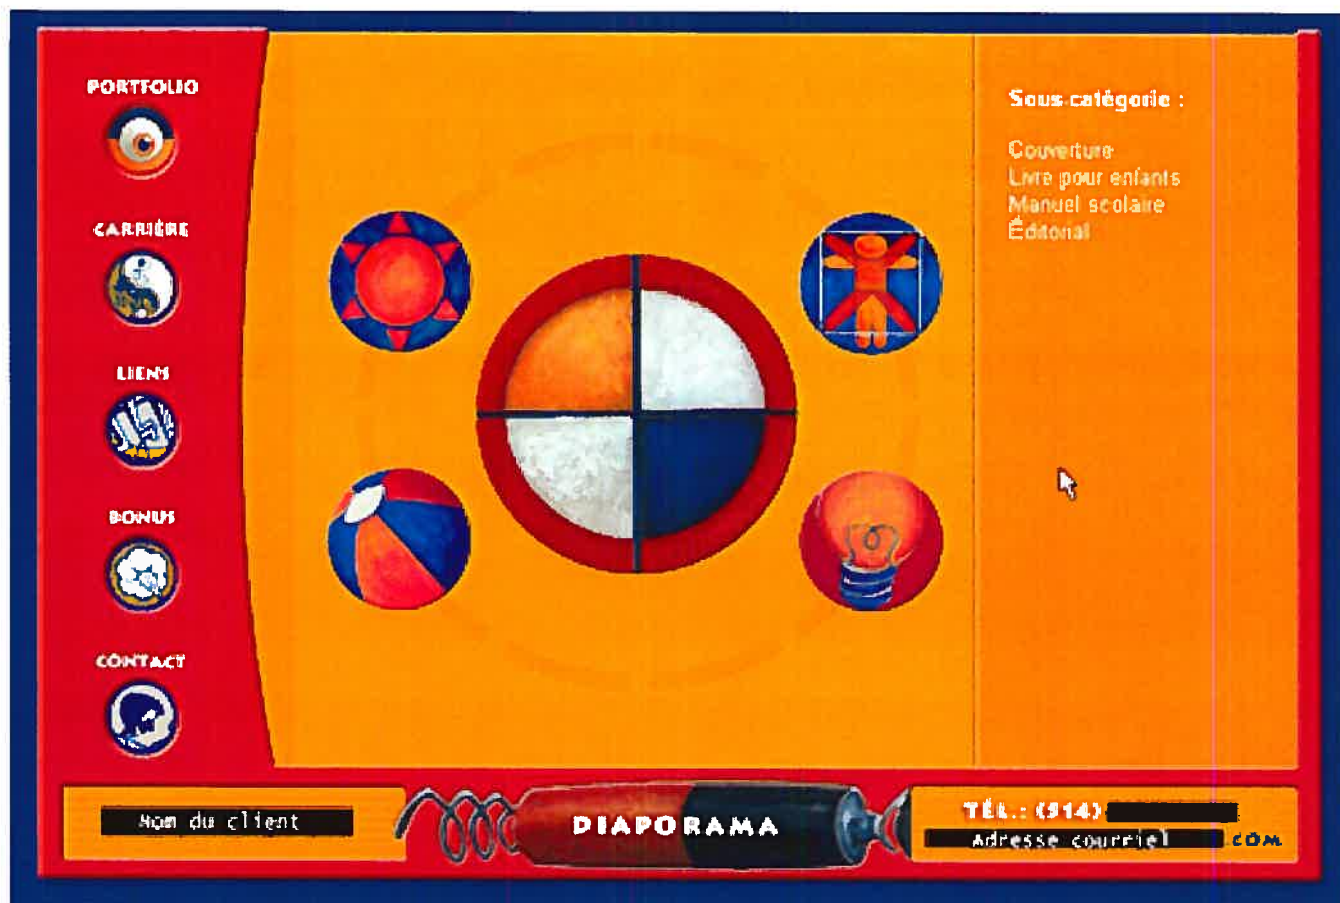 PORTFOLIO
CARRIÈRE
LIENS
BONUS
CONTACT
Sous-catégorie :
Couverture
Livre pour enfants
Manuel scolaire
Éditorial
Nom du client
DIAPORAMA
TÉL.: (514)
Adresse courriel .COM